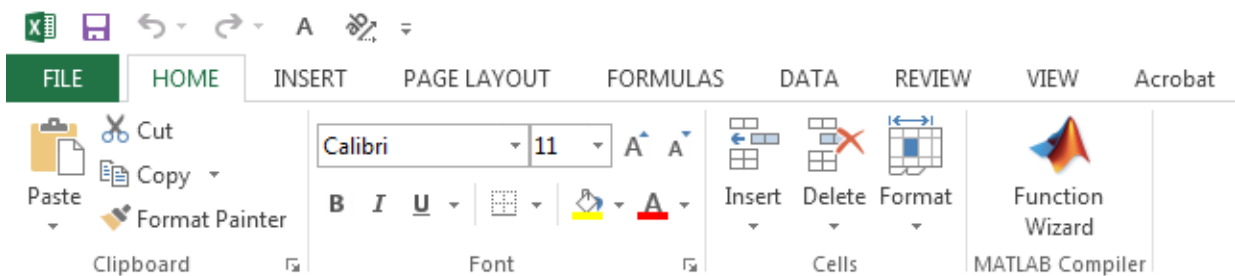 FILE HOME INSERT PAGE LAYOUT FORMULAS DATA REVIEW VIEW Acrobat
Cut
Copy
Format Painter
Paste
Clipboard
Calibri 11 A A
B I U A
Font
Insert Delete Format
Cells
Function
Wizard
MATLAB Compiler